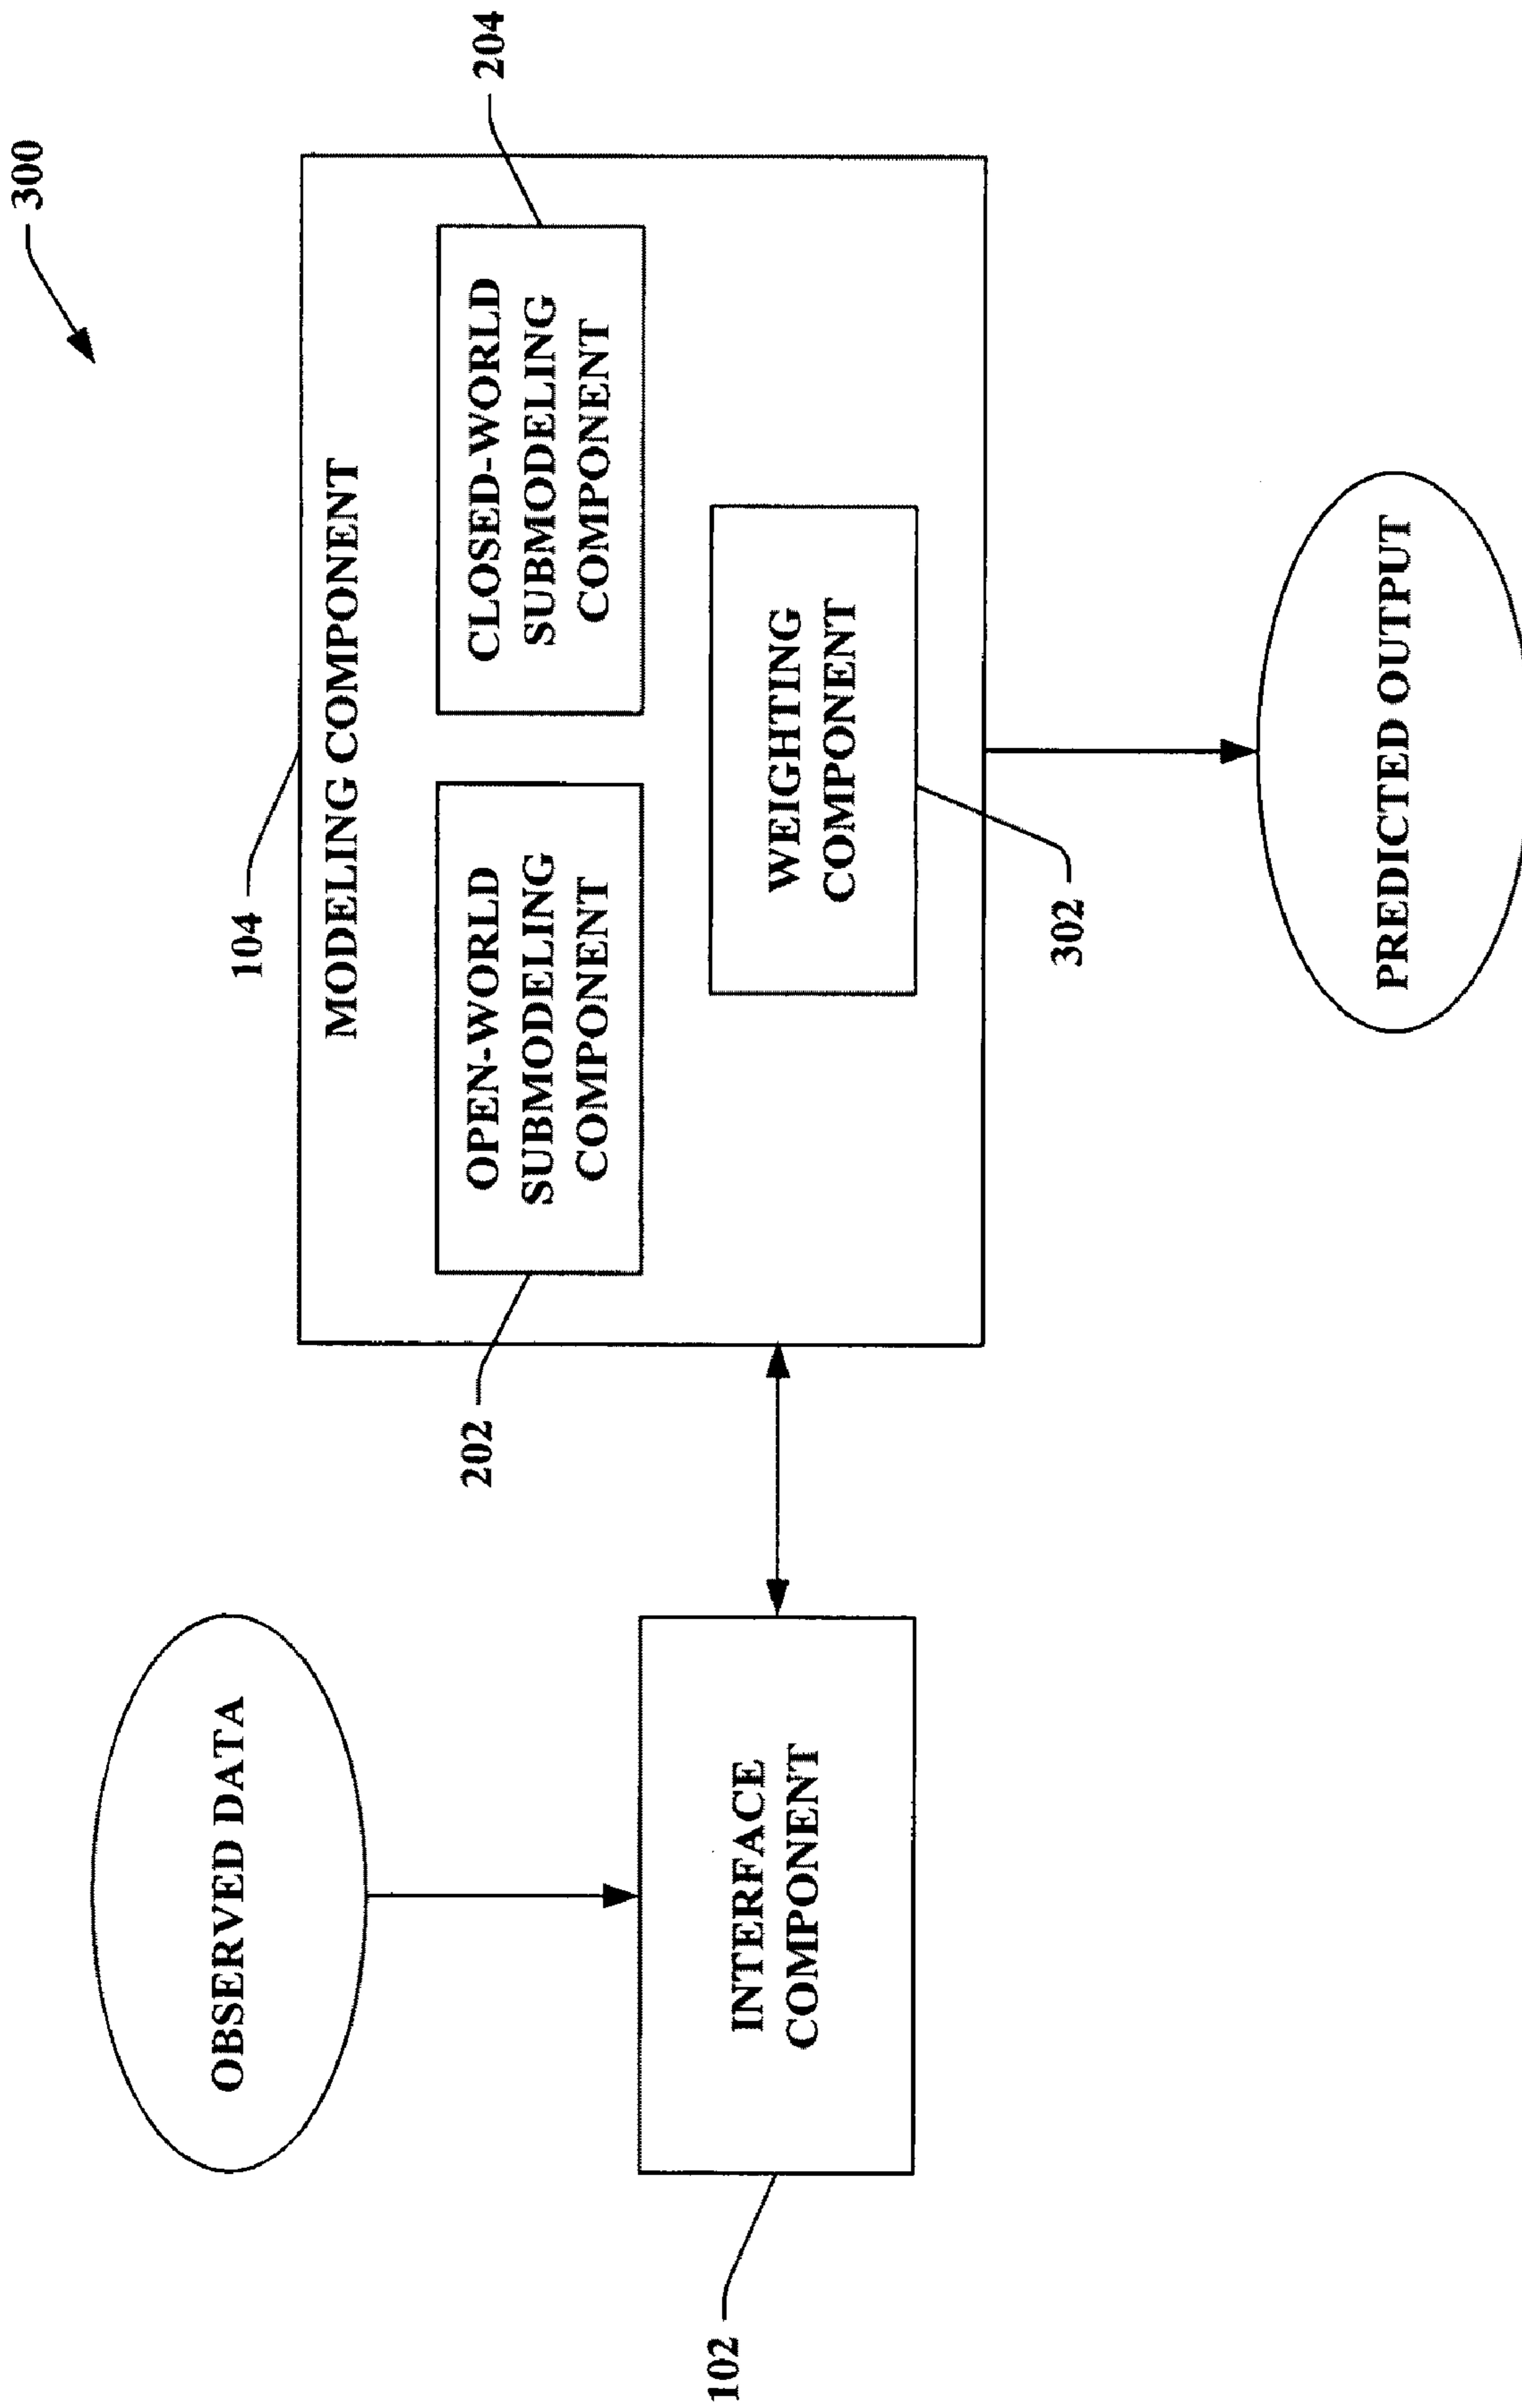 300
104
MODELING COMPONENT
OBSERVED DATA
202
OPEN-WORLD
SUBMODELING
COMPONENT
CLOSED-WORLD
SUBMODELING
COMPONENT
204
102
INTERFACE
COMPONENT
WEIGHTING
COMPONENT
302
PREDICTED OUTPUT